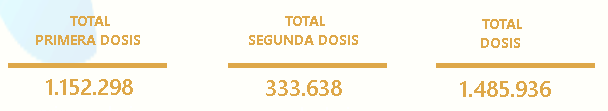 TOTAL
PRIMERA DOSIS
1.152.298
TOTAL
SEGUNDA DOSIS
333.638
TOTAL
DOSIS
1.485.936